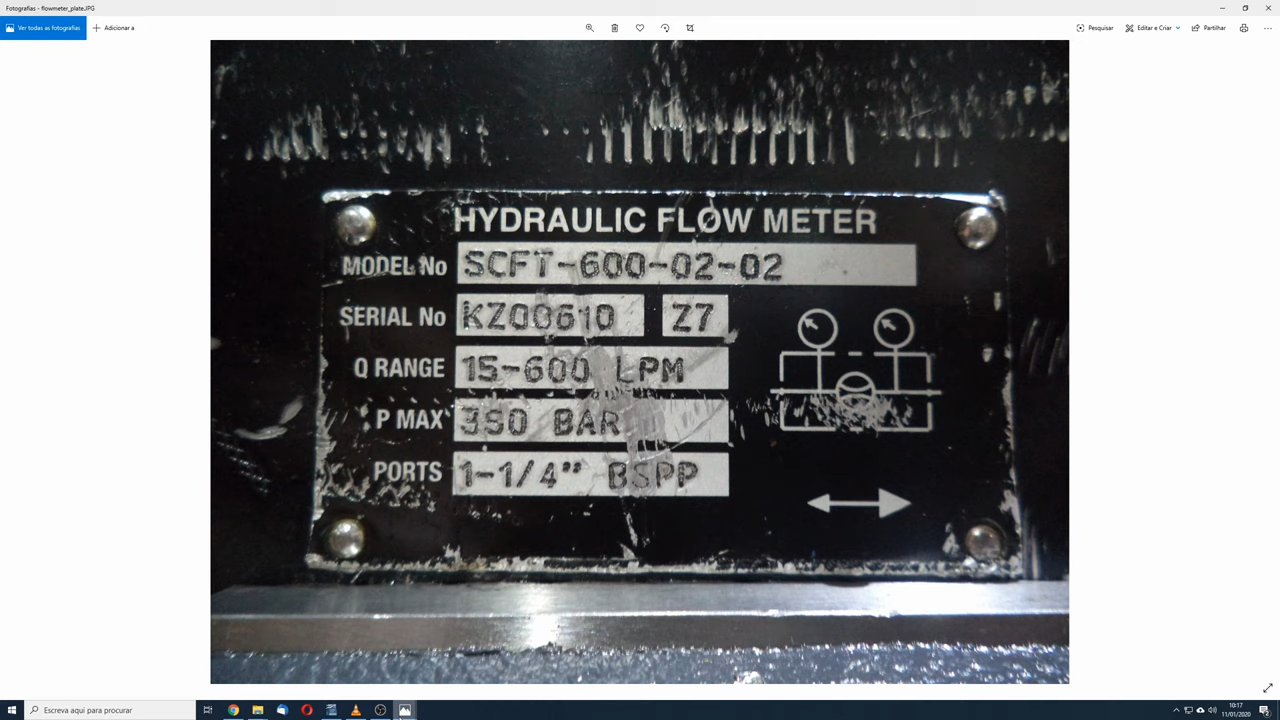 Fotografias - flowmeter_plate.JPG
Ver todas as fotografias
Adicionar a
Pesquisar
Editar e Criar
Partilhar
HYDRAULIC FLOW METER
MODEL No SCFT-600-02-02
SERIAL No KZ00610 Z7
Q RANGE 15-600 LPM
P MAX BAR
PORTS 1-1/4" BSPP
Escreva aqui para procurar
10:17
11/01/2020